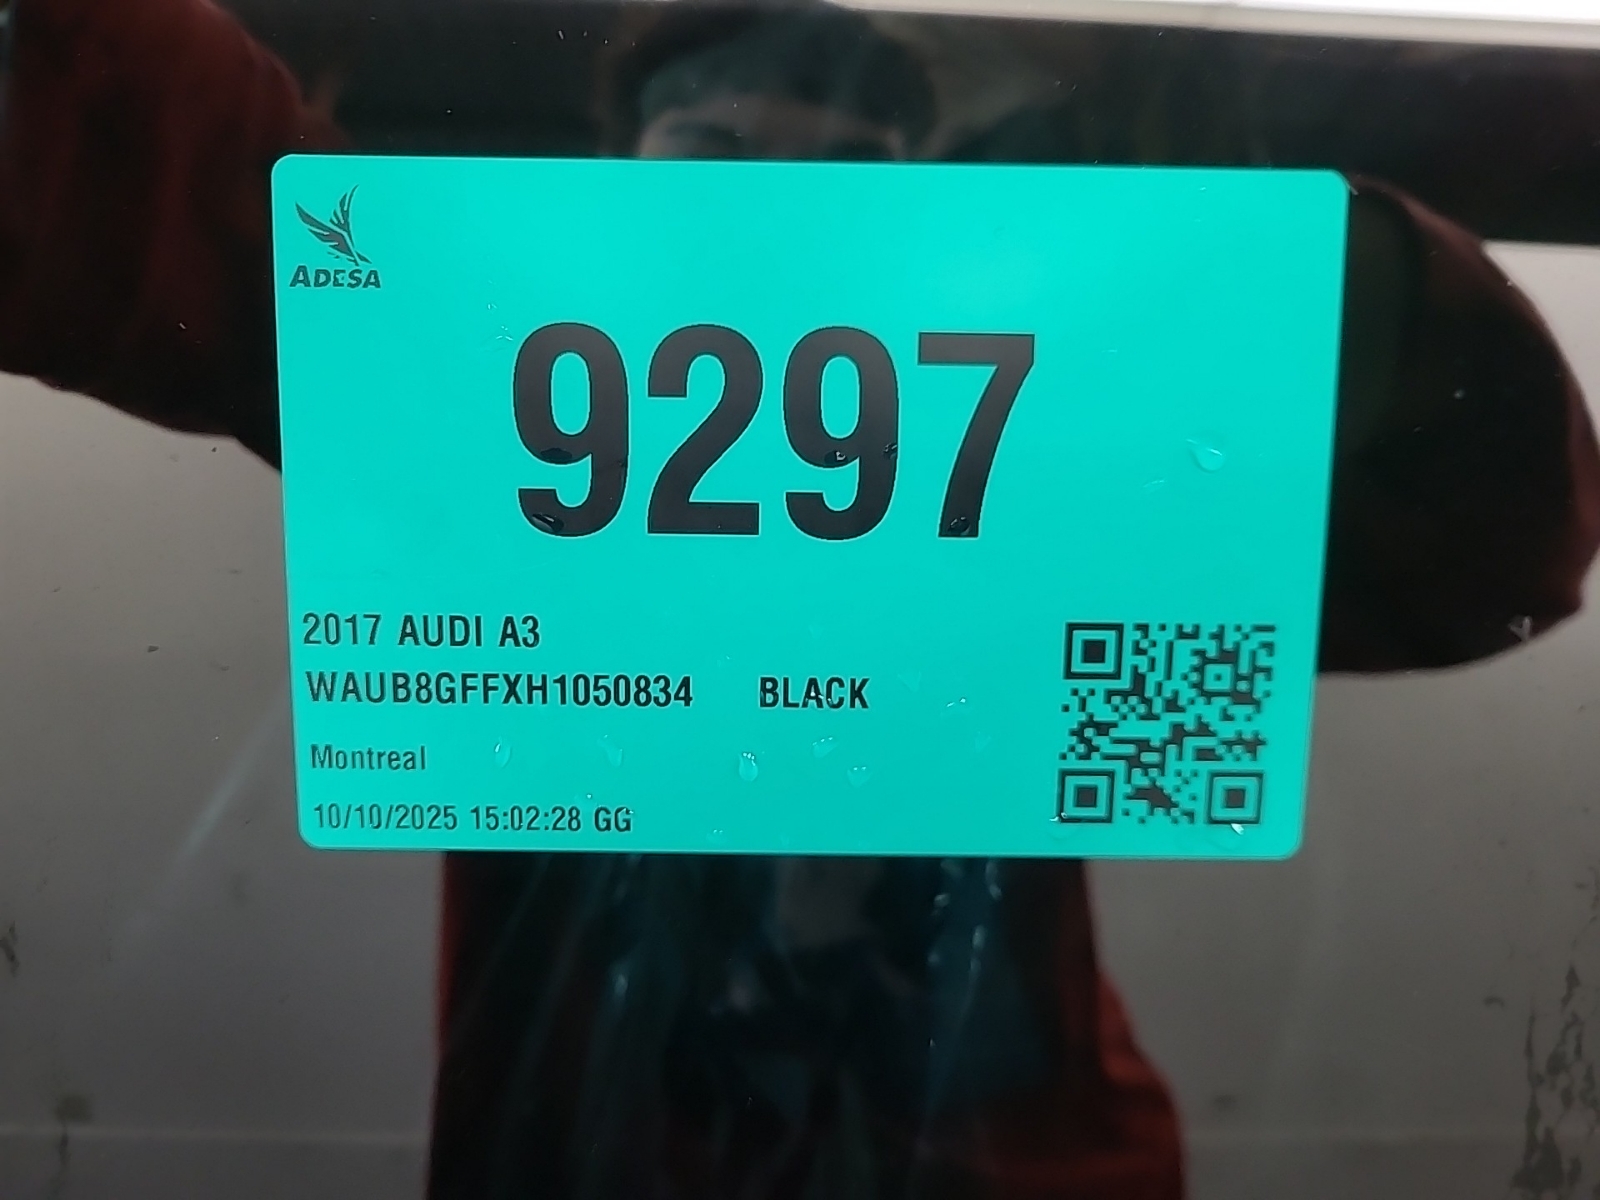 ADESA
9297
2017 AUDI A3
WAUB8GFFXH1050834 BLACK
Montreal
10/10/2025 15:02:28 GG